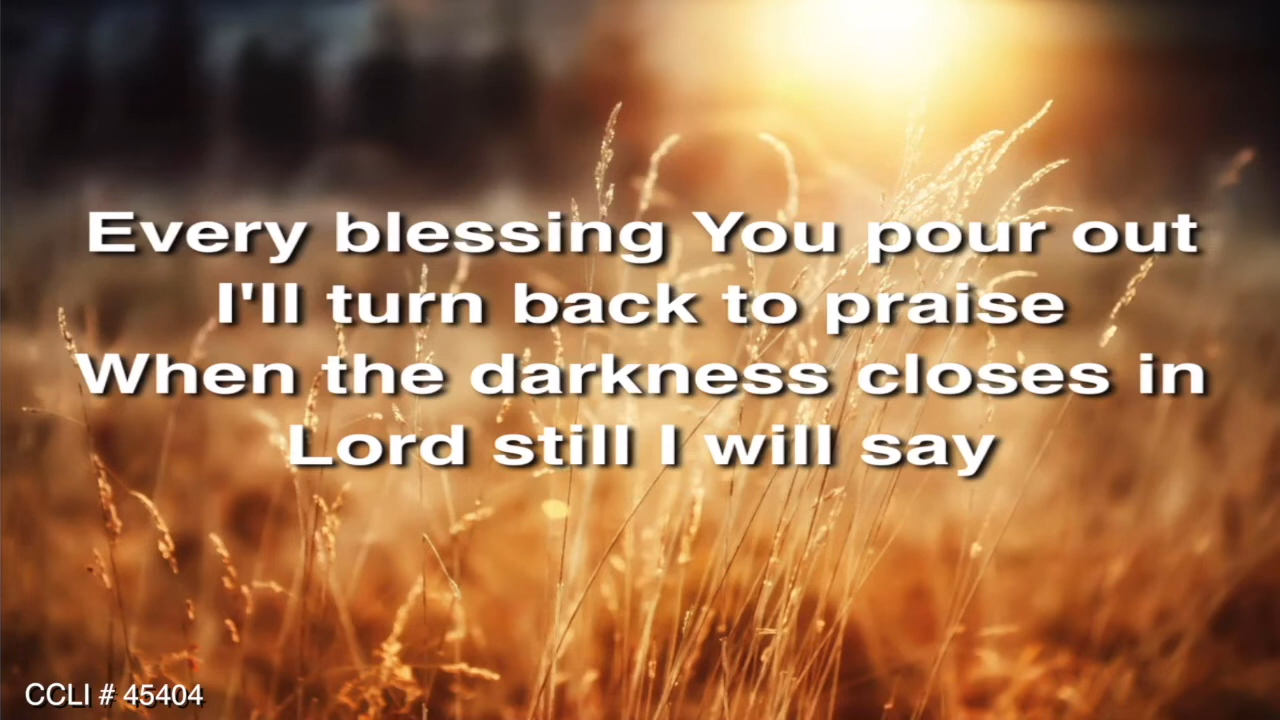 Every blessing You pour out
I'll turn back to praise
When the darkness closes in
Lord still I will say
CCLI # 45404